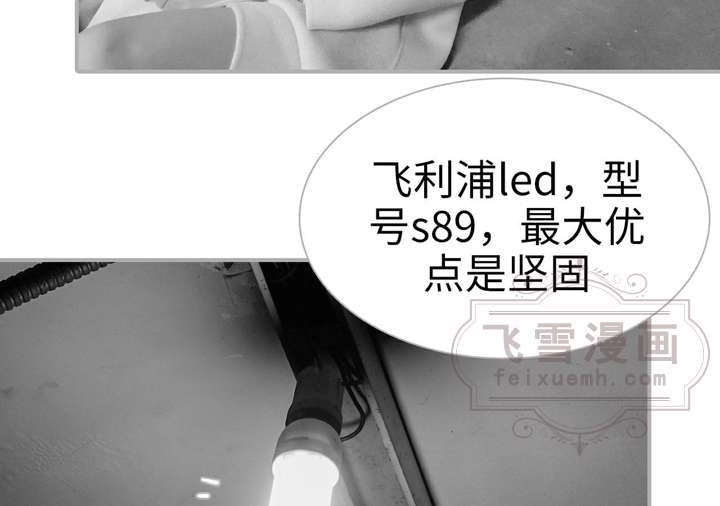 飞利浦led，型
号s89，最大优
点是坚固
飞雪漫画
feixuemh.com